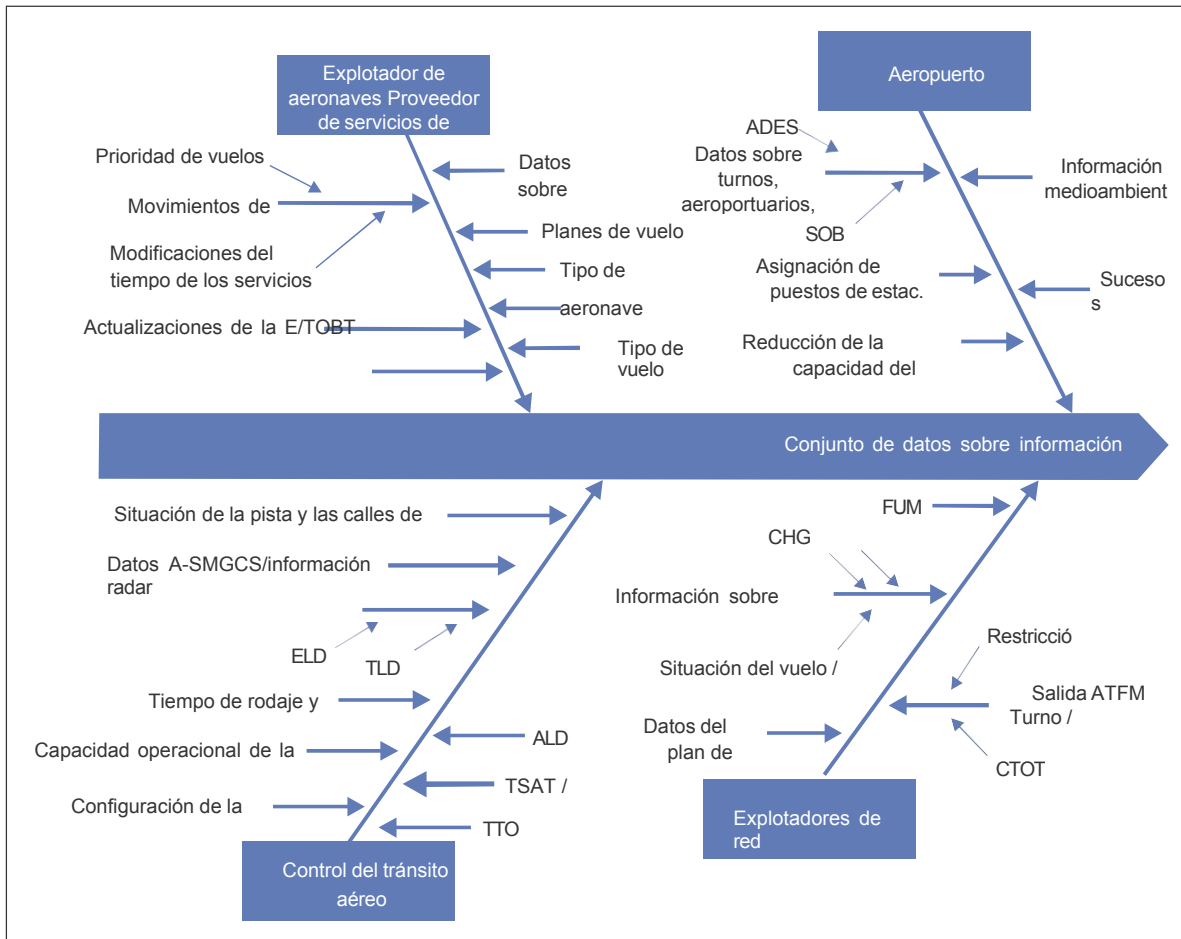 Explotador de
aeronaves Proveedor
de servicios de
Aeropuerto
Prioridad de vuelos
Movimientos de
Modificaciones del
tiempo de los servicios
Actualizaciones de la E/TOBT
Datos
sobre
Planes de vuelo
Tipo de
aeronave
Tipo de
vuelo
ADES
Datos sobre
turnos,
aeroportuarios,
SOB
Asignación de
puestos de estac.
Reducción de la
capacidad del
Información
medioambient
Suceso
s
Conjunto de datos sobre información
Situación de la pista y las calles de
Datos A-SMGCS/información
radar
ELD
TLD
Tiempo de rodaje y
Capacidad operacional de la
Configuración de la
ALD
TSAT /
TTO
Control del tránsito
aéreo
FUM
CHG
Información sobre
Situación del vuelo /
Datos del
plan de
Restricció
Salida ATFM
Turno /
CTOT
Explotadores de
red